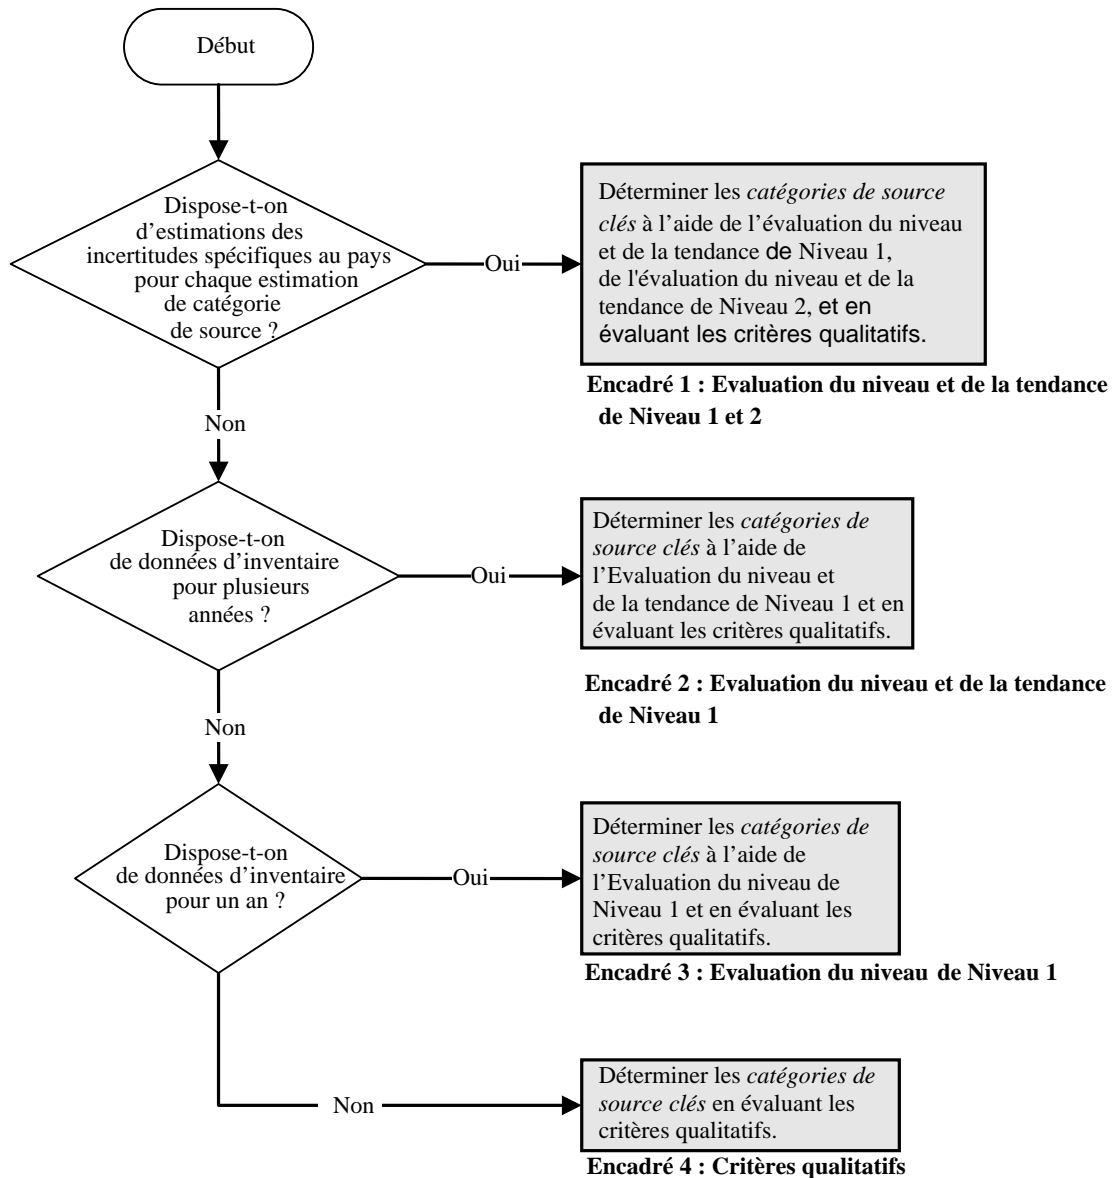 Début
Dispose-t-on
d’estimations des
incertitudes spécifiques au pays
pour chaque estimation
de catégorie
de source ?
Oui
Déterminer les catégories de source
clés à l’aide de l’évaluation du niveau
et de la tendance de Niveau 1,
de l'évaluation du niveau et de la
tendance de Niveau 2, et en
évaluant les critères qualitatifs.
Encadré 1 : Evaluation du niveau et de la tendance
de Niveau 1 et 2
Non
Dispose-t-on
de données d’inventaire
pour plusieurs
années ?
Oui
Déterminer les catégories de
source clés à l’aide de
l’Evaluation du niveau et
de la tendance de Niveau 1 et en
évaluant les critères qualitatifs.
Encadré 2 : Evaluation du niveau et de la tendance
de Niveau 1
Non
Dispose-t-on
de données d’inventaire
pour un an ?
Oui
Déterminer les catégories de
source clés à l’aide de
l’Evaluation du niveau de
Niveau 1 et en évaluant les
critères qualitatifs.
Encadré 3 : Evaluation du niveau de Niveau 1
Non
Déterminer les catégories de
source clés en évaluant les
critères qualitatifs.
Encadré 4 : Critères qualitatifs